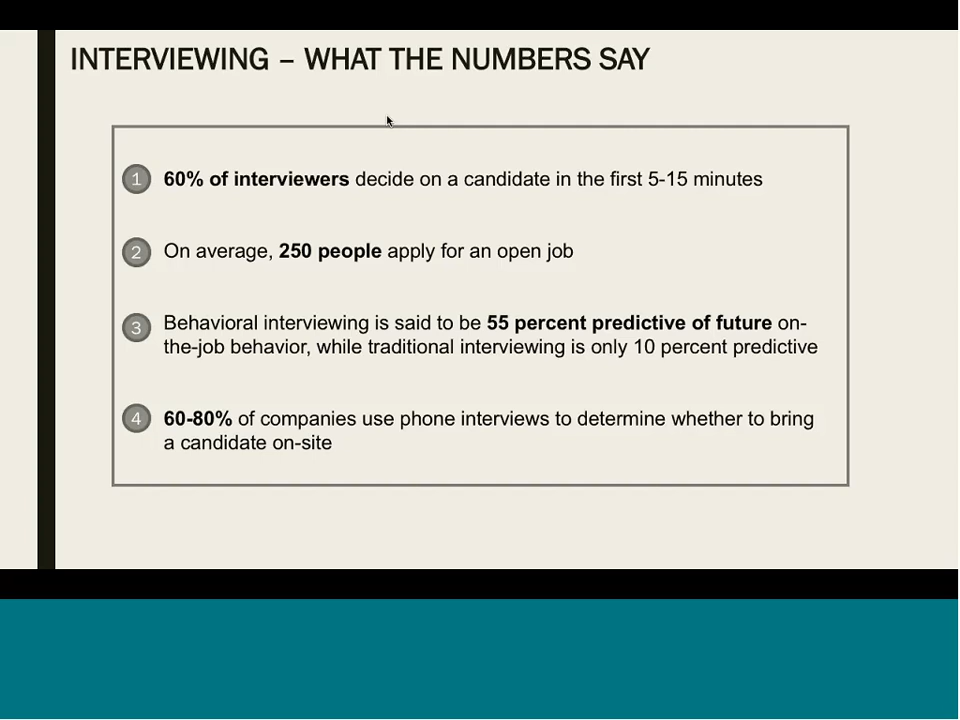 INTERVIEWING – WHAT THE NUMBERS SAY
1 60% of interviewers decide on a candidate in the first 5-15 minutes
2 On average, 250 people apply for an open job
3 Behavioral interviewing is said to be 55 percent predictive of future on-
the-job behavior, while traditional interviewing is only 10 percent predictive
4 60-80% of companies use phone interviews to determine whether to bring
a candidate on-site